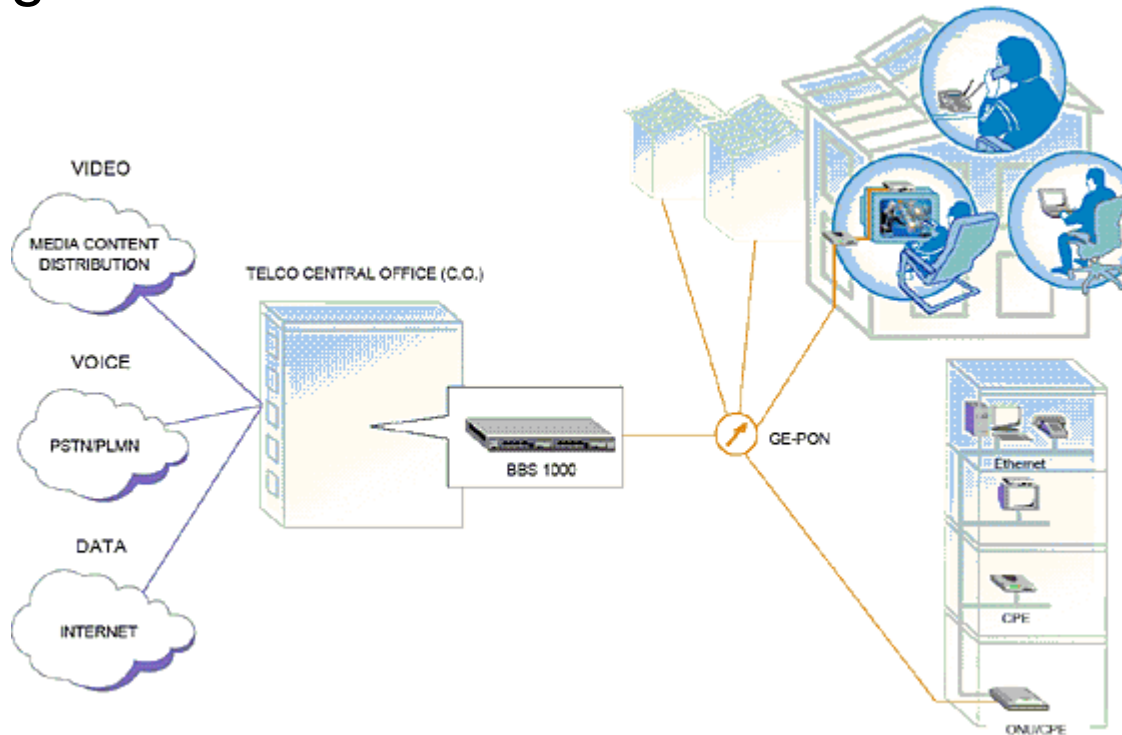 VIDEO
MEDIA CONTENT
DISTRIBUTION
TELCO CENTRAL OFFICE (C.O.)
VOICE
PSTN/PLMN
BBS 1000
GE-PON
Ethernet
DATA
INTERNET
CPE
ONU/CPE